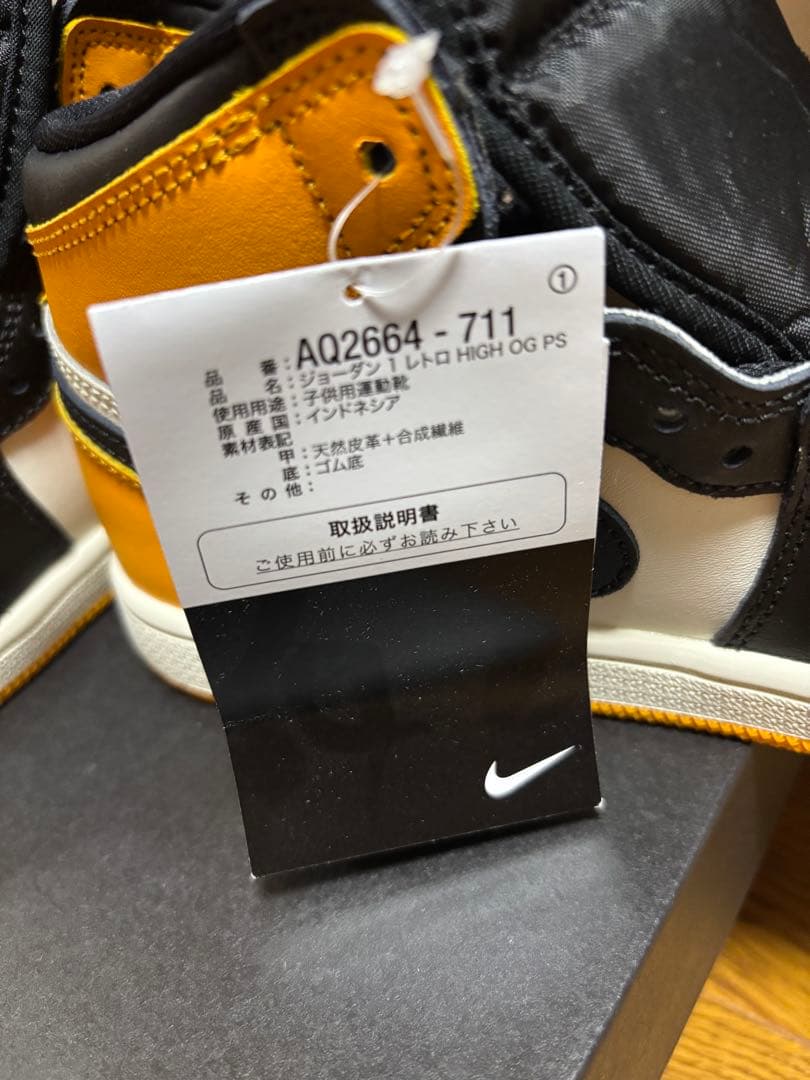 ①
品番：AQ2664-711
品名：ジョーダン 1 レトロ HIGH OG PS
使用用途：子供用運動靴
原産国：インドネシア
素材表記
甲：天然皮革＋合成繊維
底：ゴム底
その他：
取扱説明書
ご使用前に必ずお読み下さい